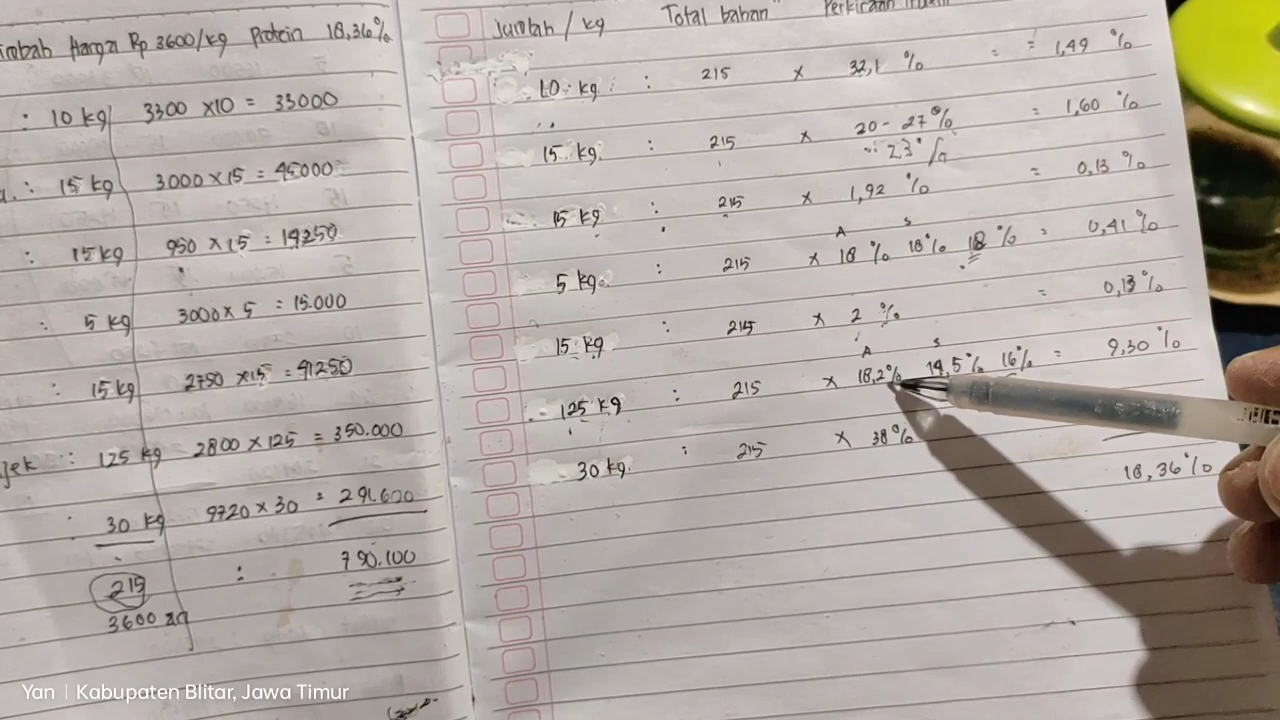 Harga Rp 3600/kg Protein 18,36%
: 10 kg 3300 x10 = 33000
: 15 kg 3000 x 15 = 45000
: 15 kg 950 x 15 = 14250
: 5 kg 3000 x 5 = 15.000
: 15 kg 2750 x 15 = 41250
: 125 kg 2800 x 125 = 350.000
: 30 kg 9720 x 30 = 291.600
215 : 790.100
3600
Jumlah / kg Total bahan Perkiraan
10 kg : 215 x 32,1 % = 1,49 %
15 kg : 215 x 20 - 27% = 1,60 %
23 %
15 kg : 215 x 1,92 % = 0,13 %
A S
5 kg : 215 x 18 % 18% 18 % = 0,41 %
15 kg : 215 x 2 % = 0,13 %
A S
125 kg : 215 x 18,2% 14,5% 16% = 9,30 %
30 kg : 215 x 38%
18,36%
Yan | Kabupaten Blitar, Jawa Timur